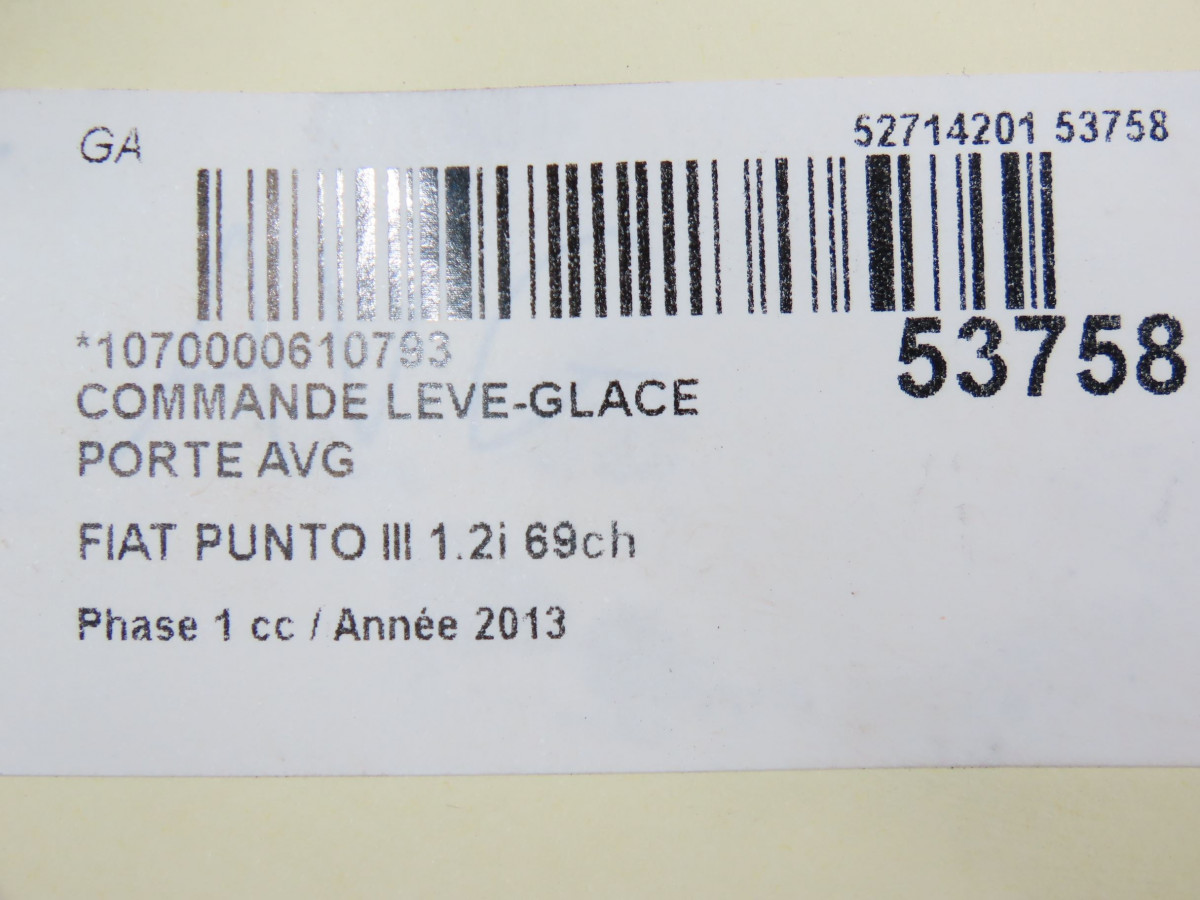 GA
52714201 53758
*1070000610793
53758
COMMANDE LEVE-GLACE
PORTE AVG
FIAT PUNTO III 1.2i 69ch
Phase 1 cc / Année 2013